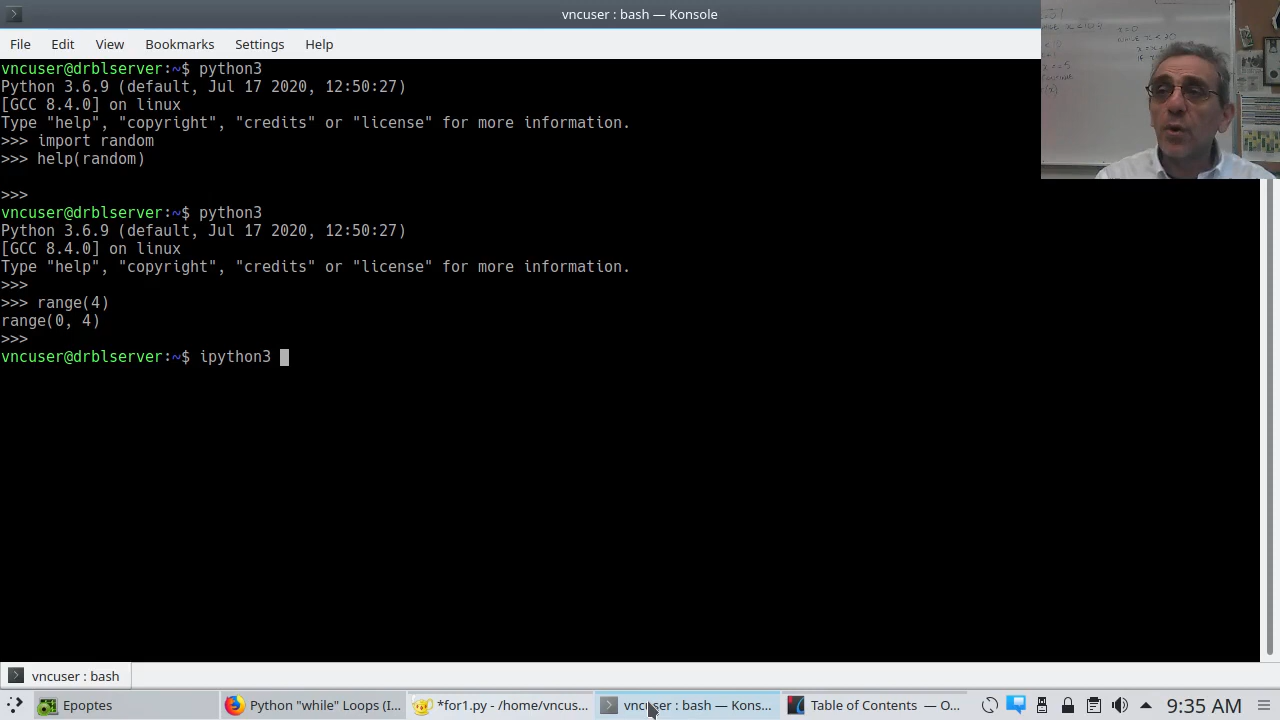 vncuser : bash — Konsole
File Edit View Bookmarks Settings Help
vncuser@drblserver:~$ python3
Python 3.6.9 (default, Jul 17 2020, 12:50:27)
[GCC 8.4.0] on linux
Type "help", "copyright", "credits" or "license" for more information.
>>> import random
>>> help(random)
>>>
vncuser@drblserver:~$ python3
Python 3.6.9 (default, Jul 17 2020, 12:50:27)
[GCC 8.4.0] on linux
Type "help", "copyright", "credits" or "license" for more information.
>>>
>>> range(4)
range(0, 4)
>>>
vncuser@drblserver:~$ ipython3
vncuser : bash
Epoptes Python "while" Loops (I... *for1.py - /home/vncus... vncuser : bash — Kons... Table of Contents — O... 9:35 AM